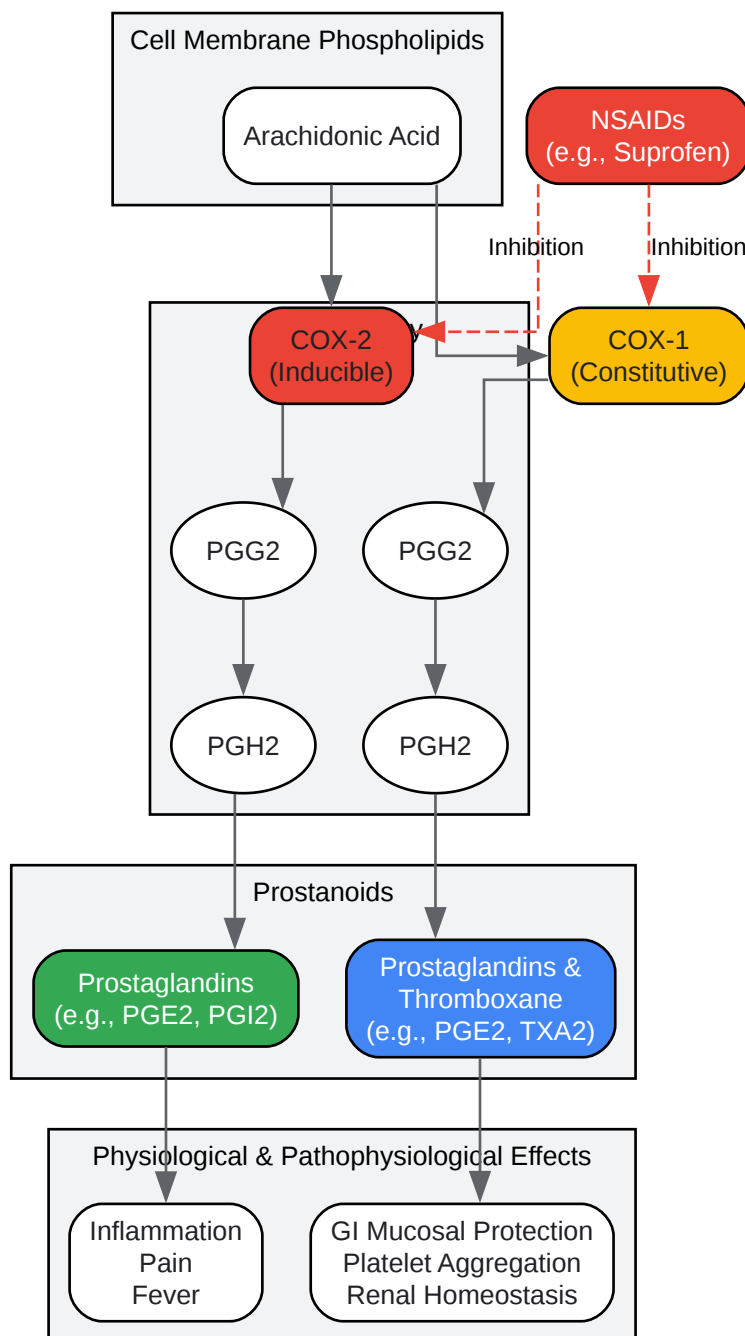 Cell Membrane Phospholipids
Arachidonic Acid
NSAIDs
(e.g., Suprofen)
Inhibition
Inhibition
COX-2
(Inducible)
COX-1
(Constitutive)
PGG2
PGG2
PGH2
PGH2
Prostanoids
Prostaglandins
(e.g., PGE2, PGI2)
Prostaglandins &
Thromboxane
(e.g., PGE2, TXA2)
Physiological & Pathophysiological Effects
Inflammation
Pain
Fever
GI Mucosal Protection
Platelet Aggregation
Renal Homeostasis